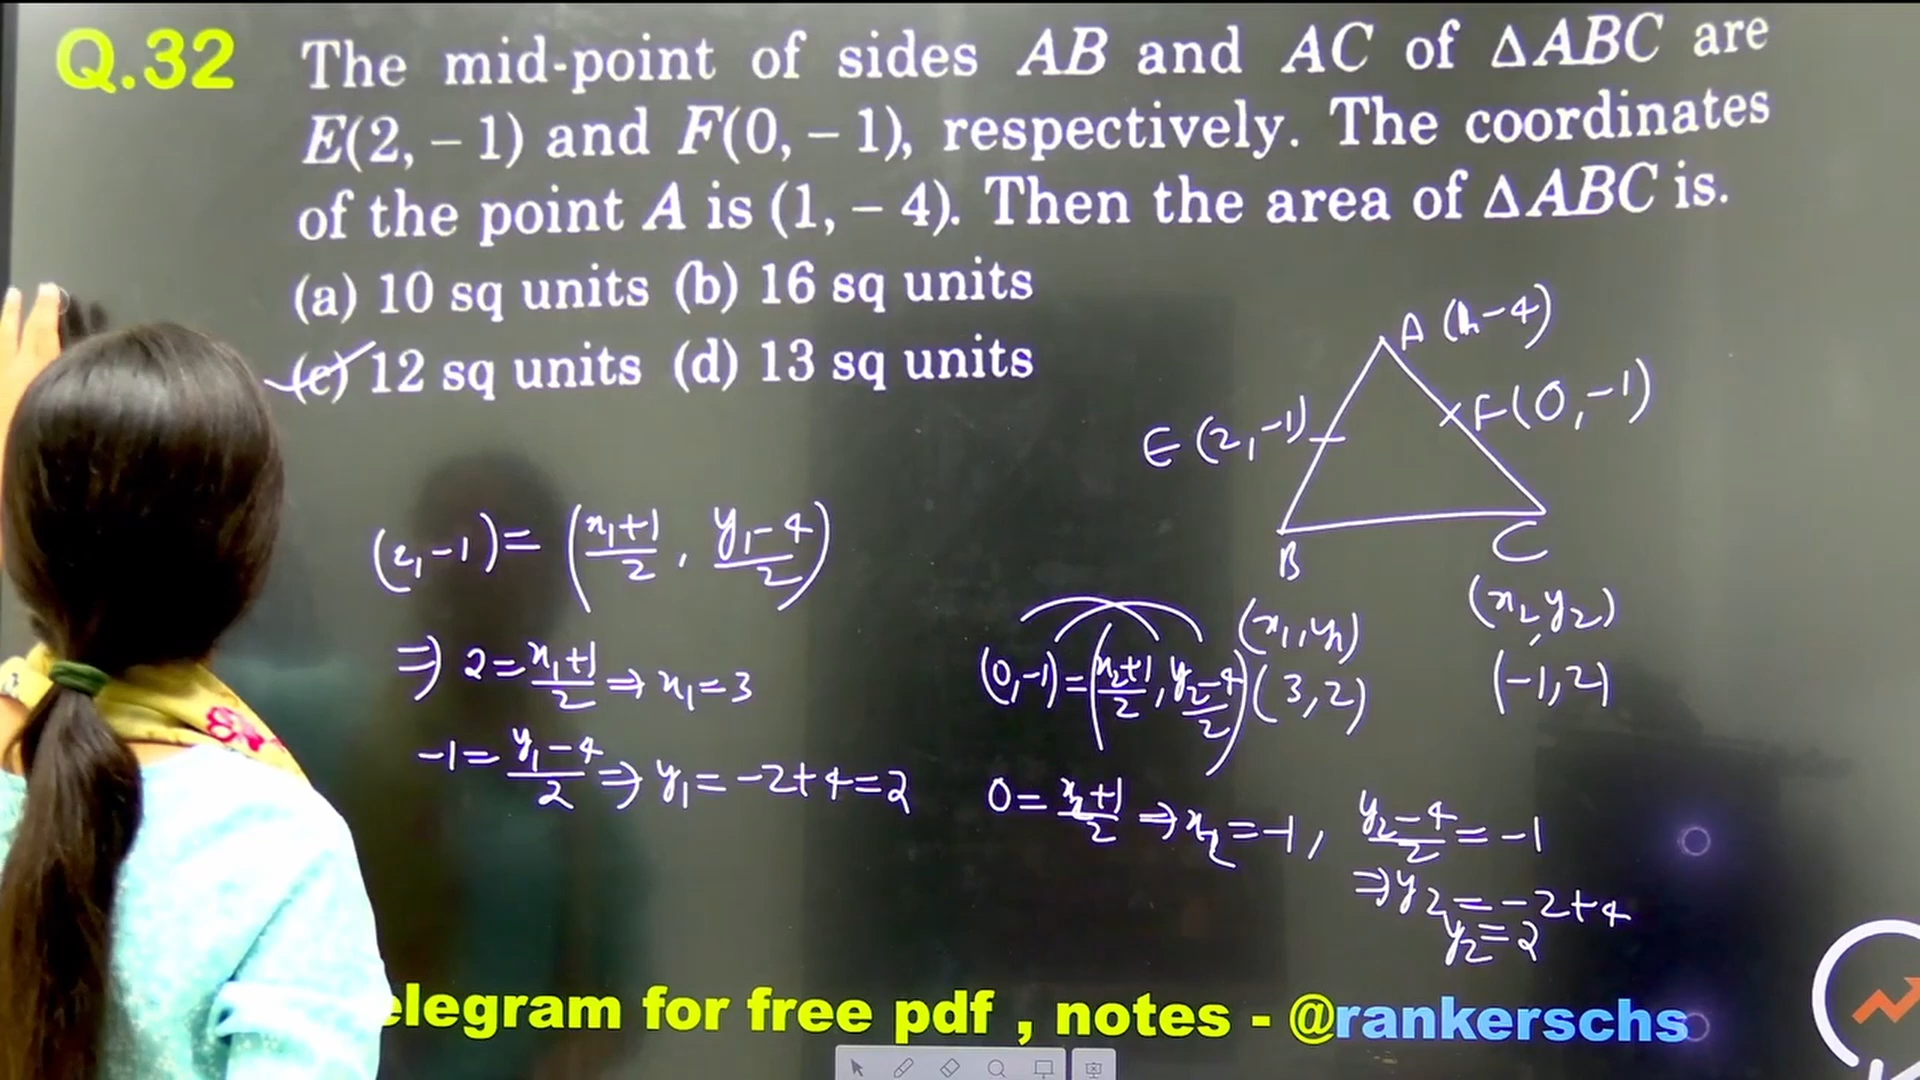 Q.32 The mid-point of sides AB and AC of ΔABC are
E(2, – 1) and F(0, – 1), respectively. The coordinates
of the point A is (1, – 4). Then the area of ΔABC is.
(a) 10 sq units (b) 16 sq units
(c) 12 sq units (d) 13 sq units
A (1,-4)
E (2,-1)
F(0,-1)
B
C
(x₁,y₁)
(x₂,y₂)
(3,2)
(-1,2)
(2,-1) = (x₁+1/2, y₁-4/2)
⇒ 2 = x₁+1/2 ⇒ x₁ = 3
-1 = y₁-4/2 ⇒ y₁ = -2+4 = 2
(0,-1) = (x₂+1/2, y₂-4/2)
0 = x₂+1/2 ⇒ x₂ = -1, y₂-4/2 = -1
⇒ y₂ = -2+4
y₂ = 2
elegram for free pdf , notes - @rankerschs